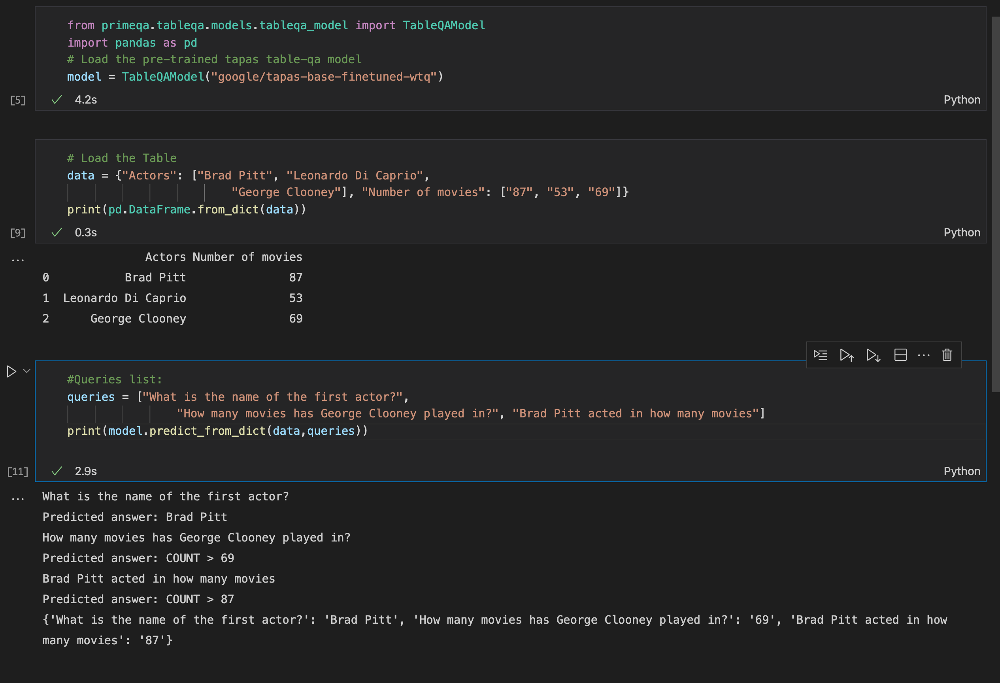 from primeqa.tableqa.models.tableqa_model import TableQAModel
import pandas as pd
# Load the pre-trained tapas table-qa model
model = TableQAModel("google/tapas-base-finetuned-wtq")
[5] 4.2s Python
# Load the Table
data = {"Actors": ["Brad Pitt", "Leonardo Di Caprio",
"George Clooney"], "Number of movies": ["87", "53", "69"]}
print(pd.DataFrame.from_dict(data))
[9] 0.3s Python
... Actors Number of movies
0 Brad Pitt 87
1 Leonardo Di Caprio 53
2 George Clooney 69
#Queries list:
queries = ["What is the name of the first actor?",
"How many movies has George Clooney played in?", "Brad Pitt acted in how many movies"]
print(model.predict_from_dict(data,queries))
[11] 2.9s Python
... What is the name of the first actor?
Predicted answer: Brad Pitt
How many movies has George Clooney played in?
Predicted answer: COUNT > 69
Brad Pitt acted in how many movies
Predicted answer: COUNT > 87
{'What is the name of the first actor?': 'Brad Pitt', 'How many movies has George Clooney played in?': '69', 'Brad Pitt acted in how
many movies': '87'}